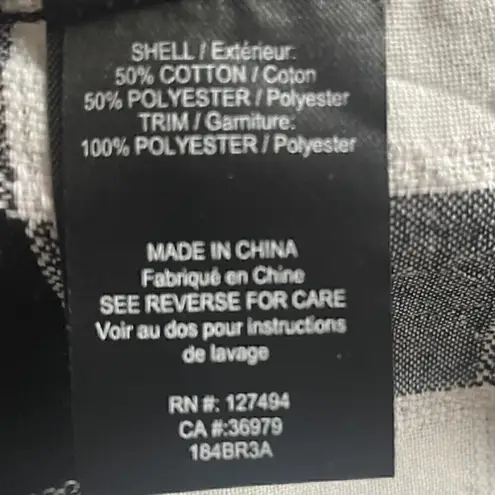 SHELL / Extérieur:
50% COTTON / Coton
50% POLYESTER / Polyester
TRIM / Garniture:
100% POLYESTER / Polyester
MADE IN CHINA
Fabriqué en Chine
SEE REVERSE FOR CARE
Voir au dos pour instructions
de lavage
RN #: 127494
CA #:36979
184BR3A